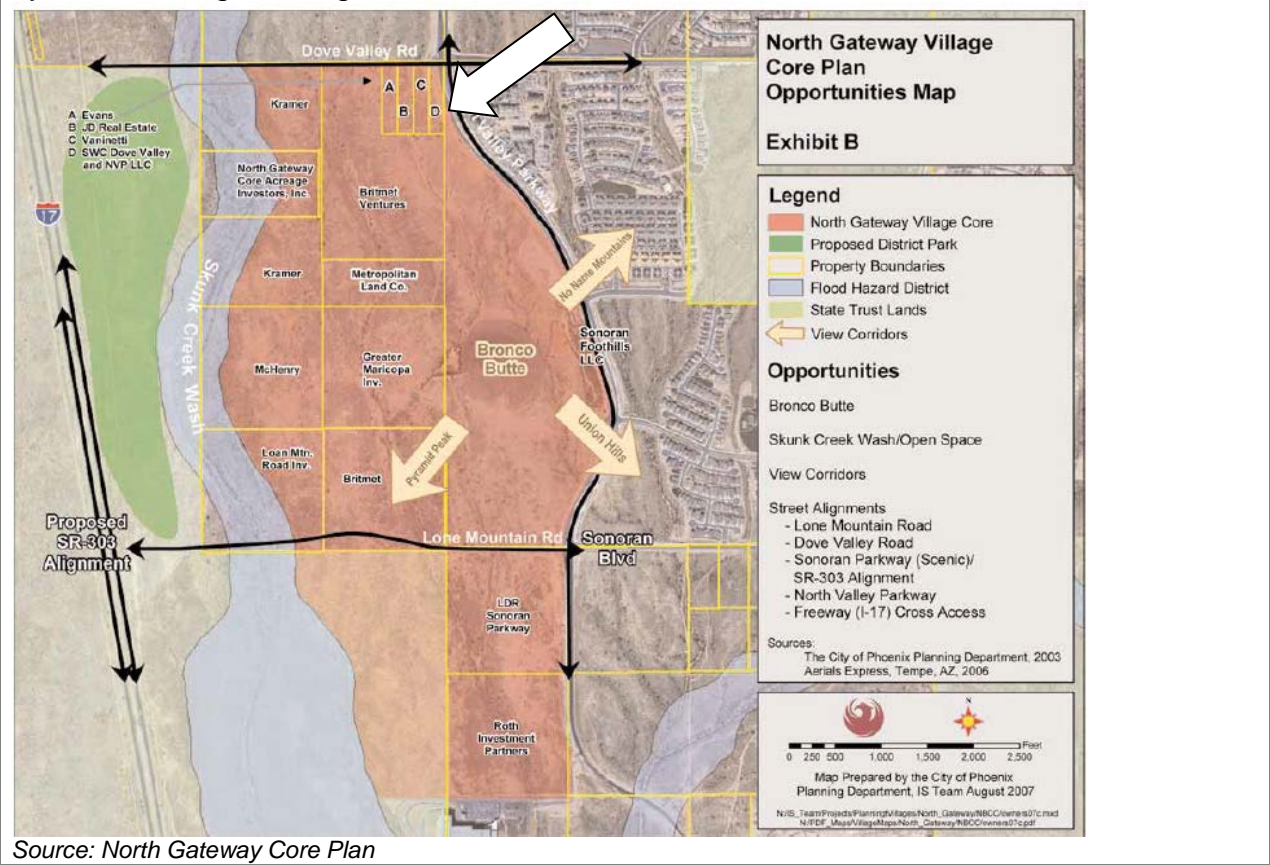 North Gateway Village
Core Plan
Opportunities Map
Exhibit B
Legend
North Gateway Village Core
Proposed District Park
Property Boundaries
Flood Hazard District
State Trust Lands
View Corridors
Opportunities
Bronco Butte
Skunk Creek Wash/Open Space
View Corridors
Street Alignments
- Lone Mountain Road
- Dove Valley Road
- Sonoran Parkway (Scenic)/
SR-303 Alignment
- North Valley Parkway
- Freeway (I-17) Cross Access
Sources:
The City of Phoenix Planning Department, 2003
Aerials Express, Tempe, AZ, 2006
N
0 250 500 1,000 1,500 2,000 2,500 Feet
Map Prepared by the City of Phoenix
Planning Department, IS Team August 2007
Dove Valley Rd
A Evans
B JD Real Estate
C Vaninetti
D SWC Dove Valley
and NVP LLC
A
B
C
D
Kramer
North Gateway
Core Acreage
Investors, Inc.
Britmet
Ventures
Valley Parkway
17
Skunk Creek Wash
Kramer
Metropolitan
Land Co.
No Name Mountains
Sonoran
Foothills
LLC
McHenry
Greater
Maricopa
Inv.
Bronco
Butte
Loan Mtn.
Road Inv.
Britmet
Pyramid Peak
Union Hills
Proposed
SR-303
Alignment
Lone Mountain Rd
Sonoran
Blvd
LDR
Sonoran
Parkway
Roth
Investment
Partners
Source: North Gateway Core Plan